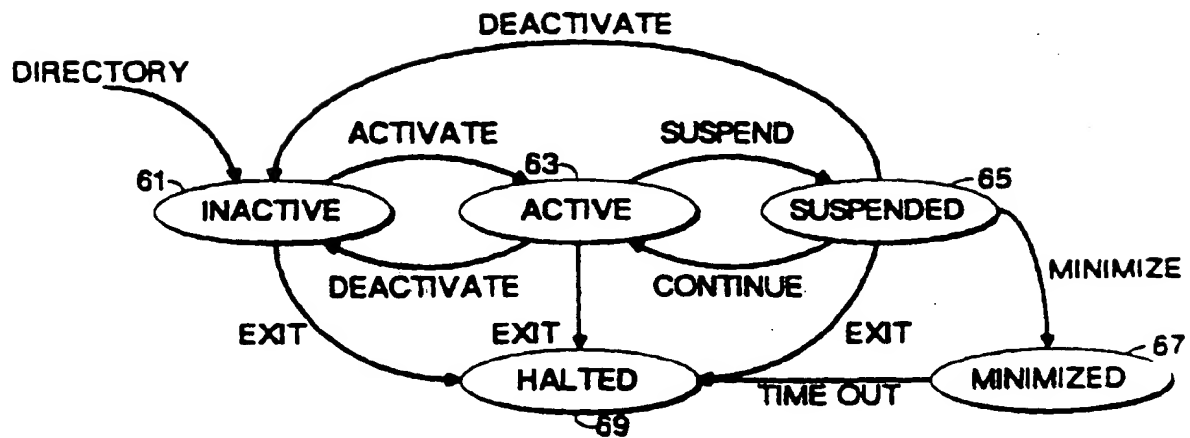 DEACTIVATE
DIRECTORY
ACTIVATE
SUSPEND
61
63
65
INACTIVE
ACTIVE
SUSPENDED
DEACTIVATE
CONTINUE
MINIMIZE
EXIT
EXIT
EXIT
67
HALTED
TIME OUT
MINIMIZED
69